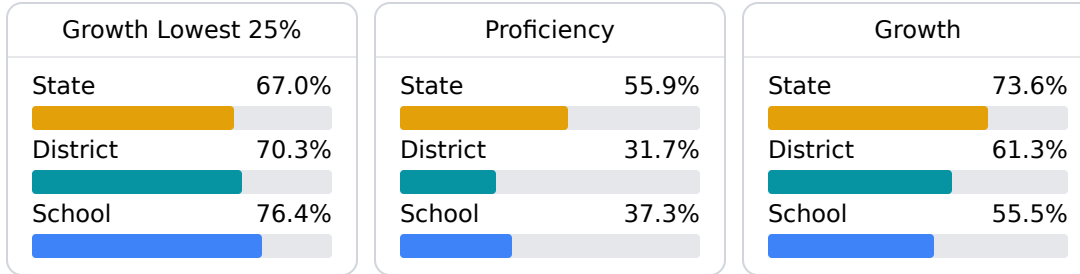 Growth Lowest 25%
State 67.0%
District 70.3%
School 76.4%
Proficiency
State 55.9%
District 31.7%
School 37.3%
Growth
State 73.6%
District 61.3%
School 55.5%